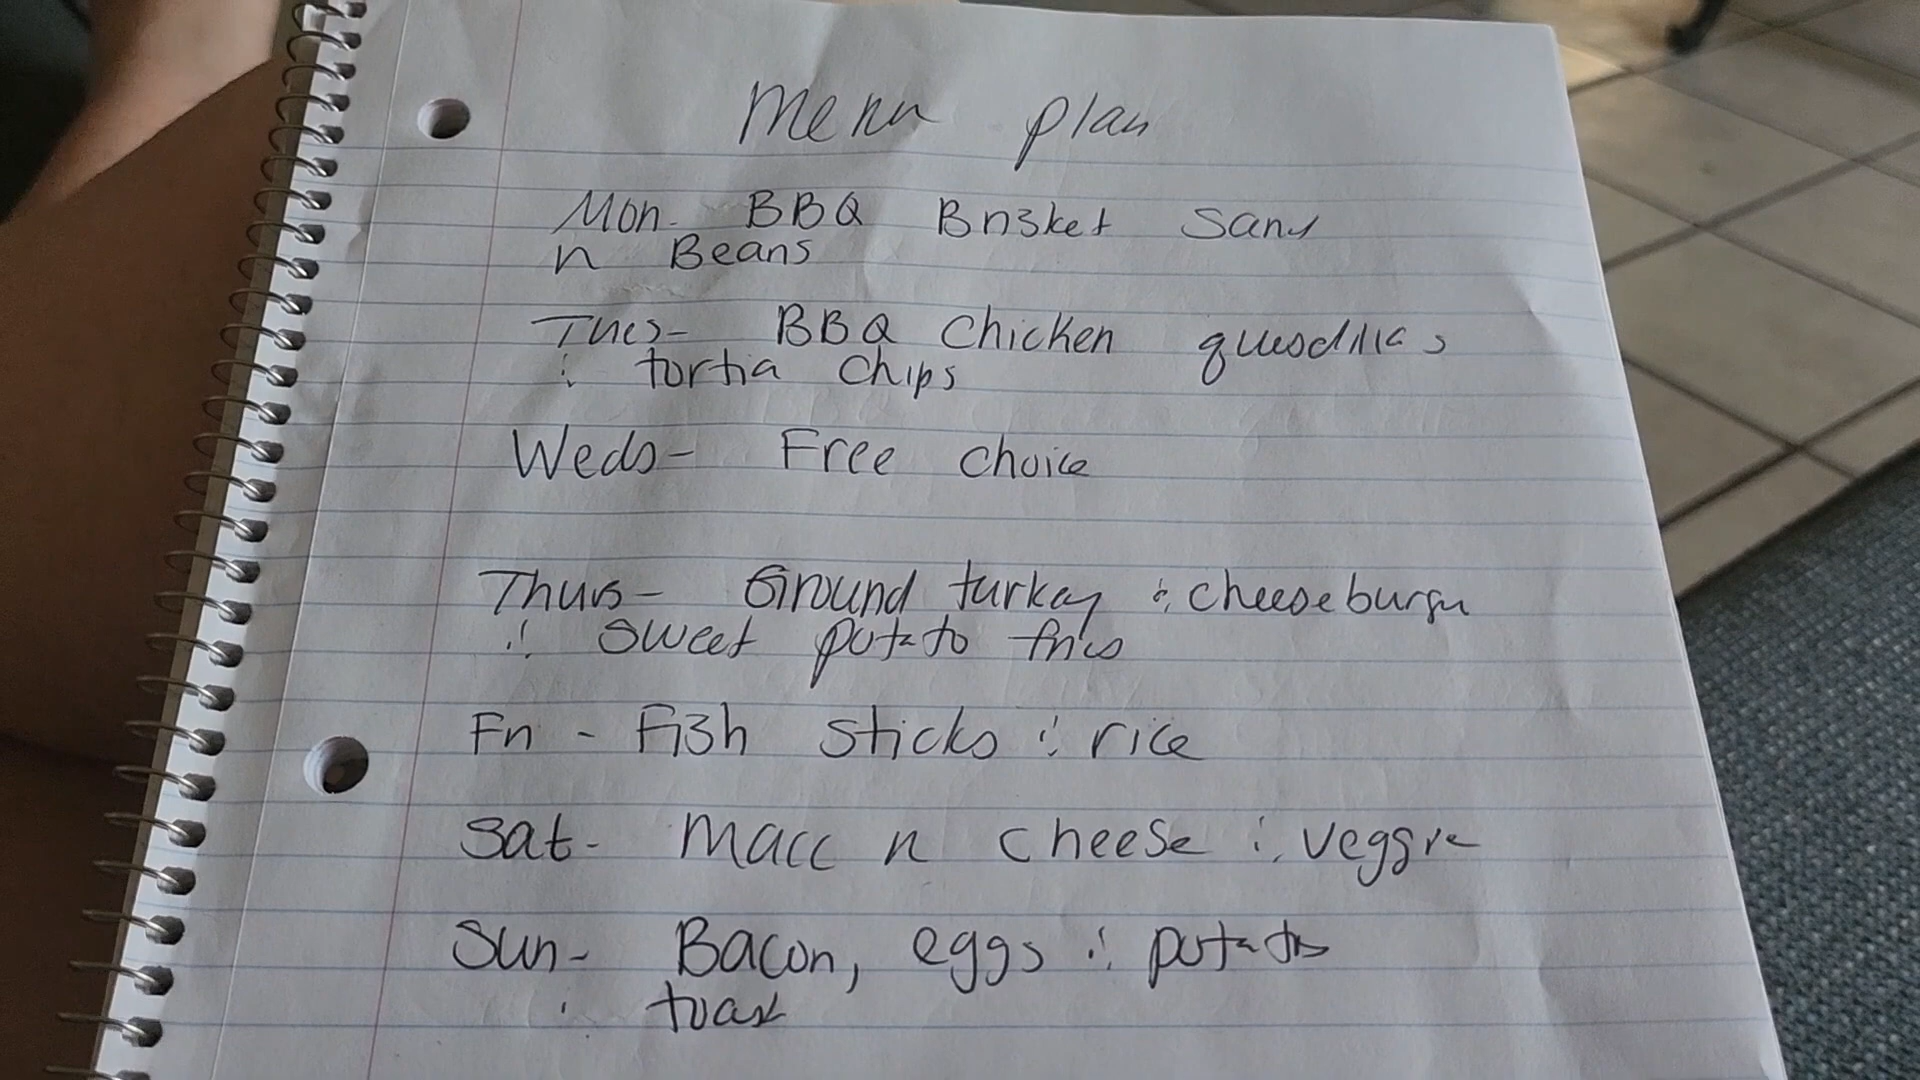 Menu plan
Mon- BBQ Brisket Sand
n Beans
Tues- BBQ Chicken quesdillas
& tortia Chips
Weds- Free choice
Thurs- Ground turkey & cheeseburger
& sweet potato fries
Fri - Fish sticks & rice
Sat- Macc n cheese & veggie
Sun- Bacon, eggs & potatos
& toast